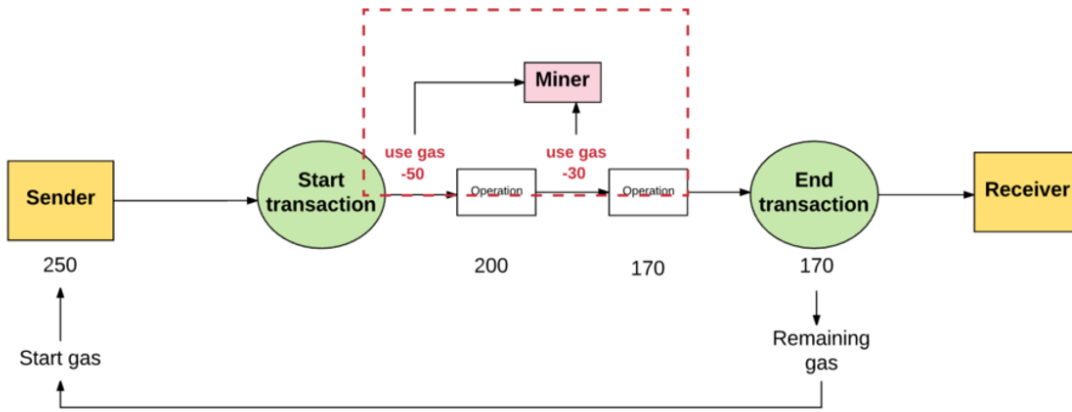 Miner
use gas
-50
use gas
-30
Sender
Start
transaction
Operation
Operation
End
transaction
Receiver
250
200
170
170
Start gas
Remaining
gas